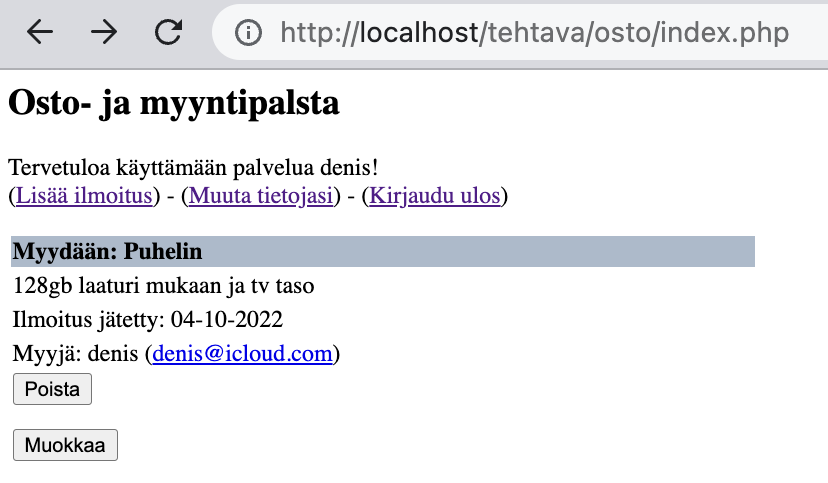 http://localhost/tehtava/osto/index.php
Osto- ja myyntipalsta
Tervetuloa käyttämään palvelua denis!
(Lisää ilmoitus) - (Muuta tietojasi) - (Kirjaudu ulos)
Myydään: Puhelin
128gb laaturi mukaan ja tv taso
Ilmoitus jätetty: 04-10-2022
Myyjä: denis (denis@icloud.com)
Poista
Muokkaa